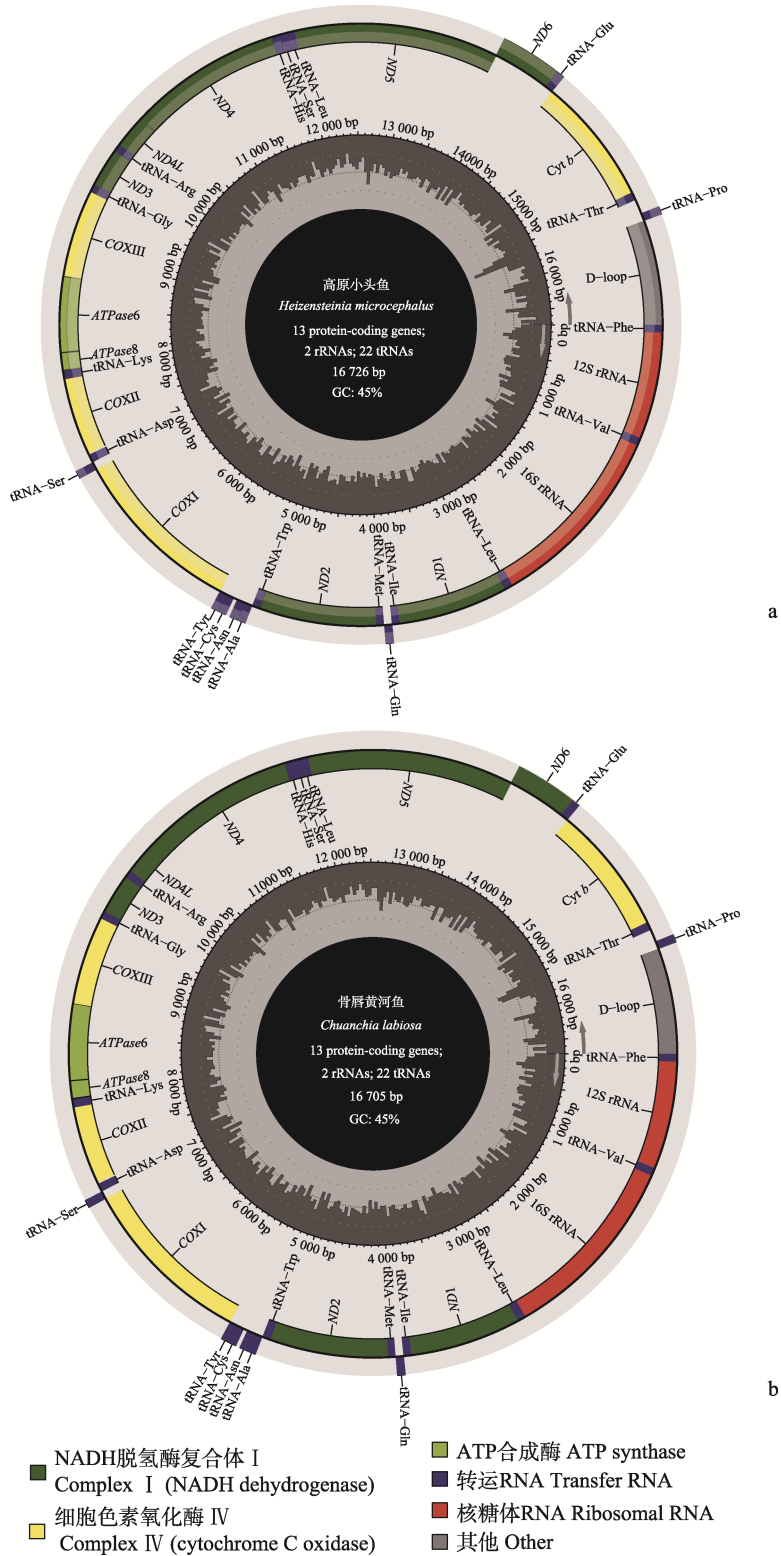 ND6
tRNA-Glu
ND5
tRNA-Leu
tRNA-Ser
tRNA-His
ND4
Cyt b
12 000 bp
13 000 bp
11 000 bp
14000 bp
ND4L
tRNA-Arg
ND3
tRNA-Gly
10 000 bp
15000 bp
tRNA-Thr
tRNA-Pro
COXIII
9 000 bp
16 000 bp
D-loop
高原小头鱼
Heizensteinia microcephalus
ATPase6
13 protein-coding genes;
0 bp
tRNA-Phe
2 rRNAs; 22 tRNAs
ATPase8
tRNA-Lys
8 000 bp
16 726 bp
12S rRNA
GC: 45%
COXII
1 000 bp
tRNA-Val
7 000 bp
tRNA-Asp
2 000 bp
16S rRNA
tRNA-Ser
6 000 bp
COXI
5 000 bp
4 000 bp
3 000 bp
tRNA-Leu
tRNA-Trp
ND2
tRNA-Met
tRNA-Ile
ND1
a
tRNA-Tyr
tRNA-Cys
tRNA-Asn
tRNA-Ala
tRNA-Gln
ND6
tRNA-Glu
ND5
tRNA-Leu
tRNA-Ser
tRNA-His
ND4
Cyt b
12 000 bp
13 000 bp
11000 bp
14 000 bp
ND4L
tRNA-Arg
ND3
tRNA-Gly
10 000 bp
15 000 bp
tRNA-Thr
tRNA-Pro
COXIII
9 000 bp
16 000 bp
D-loop
骨唇黄河鱼
Chuanchia labiosa
ATPase6
13 protein-coding genes;
0 bp
tRNA-Phe
2 rRNAs; 22 tRNAs
ATPase8
tRNA-Lys
8 000 bp
16 705 bp
12S rRNA
GC: 45%
COXII
1 000 bp
tRNA-Val
7 000 bp
tRNA-Asp
2 000 bp
16S rRNA
tRNA-Ser
6 000 bp
COXI
5 000 bp
4 000 bp
3 000 bp
tRNA-Leu
tRNA-Trp
ND2
tRNA-Met
tRNA-Ile
ND1
b
tRNA-Tyr
tRNA-Cys
tRNA-Asn
tRNA-Ala
tRNA-Gln
NADH脱氢酶复合体 Ⅰ
Complex Ⅰ (NADH dehydrogenase)
细胞色素氧化酶 Ⅳ
Complex Ⅳ (cytochrome C oxidase)
ATP合成酶 ATP synthase
转运RNA Transfer RNA
核糖体RNA Ribosomal RNA
其他 Other